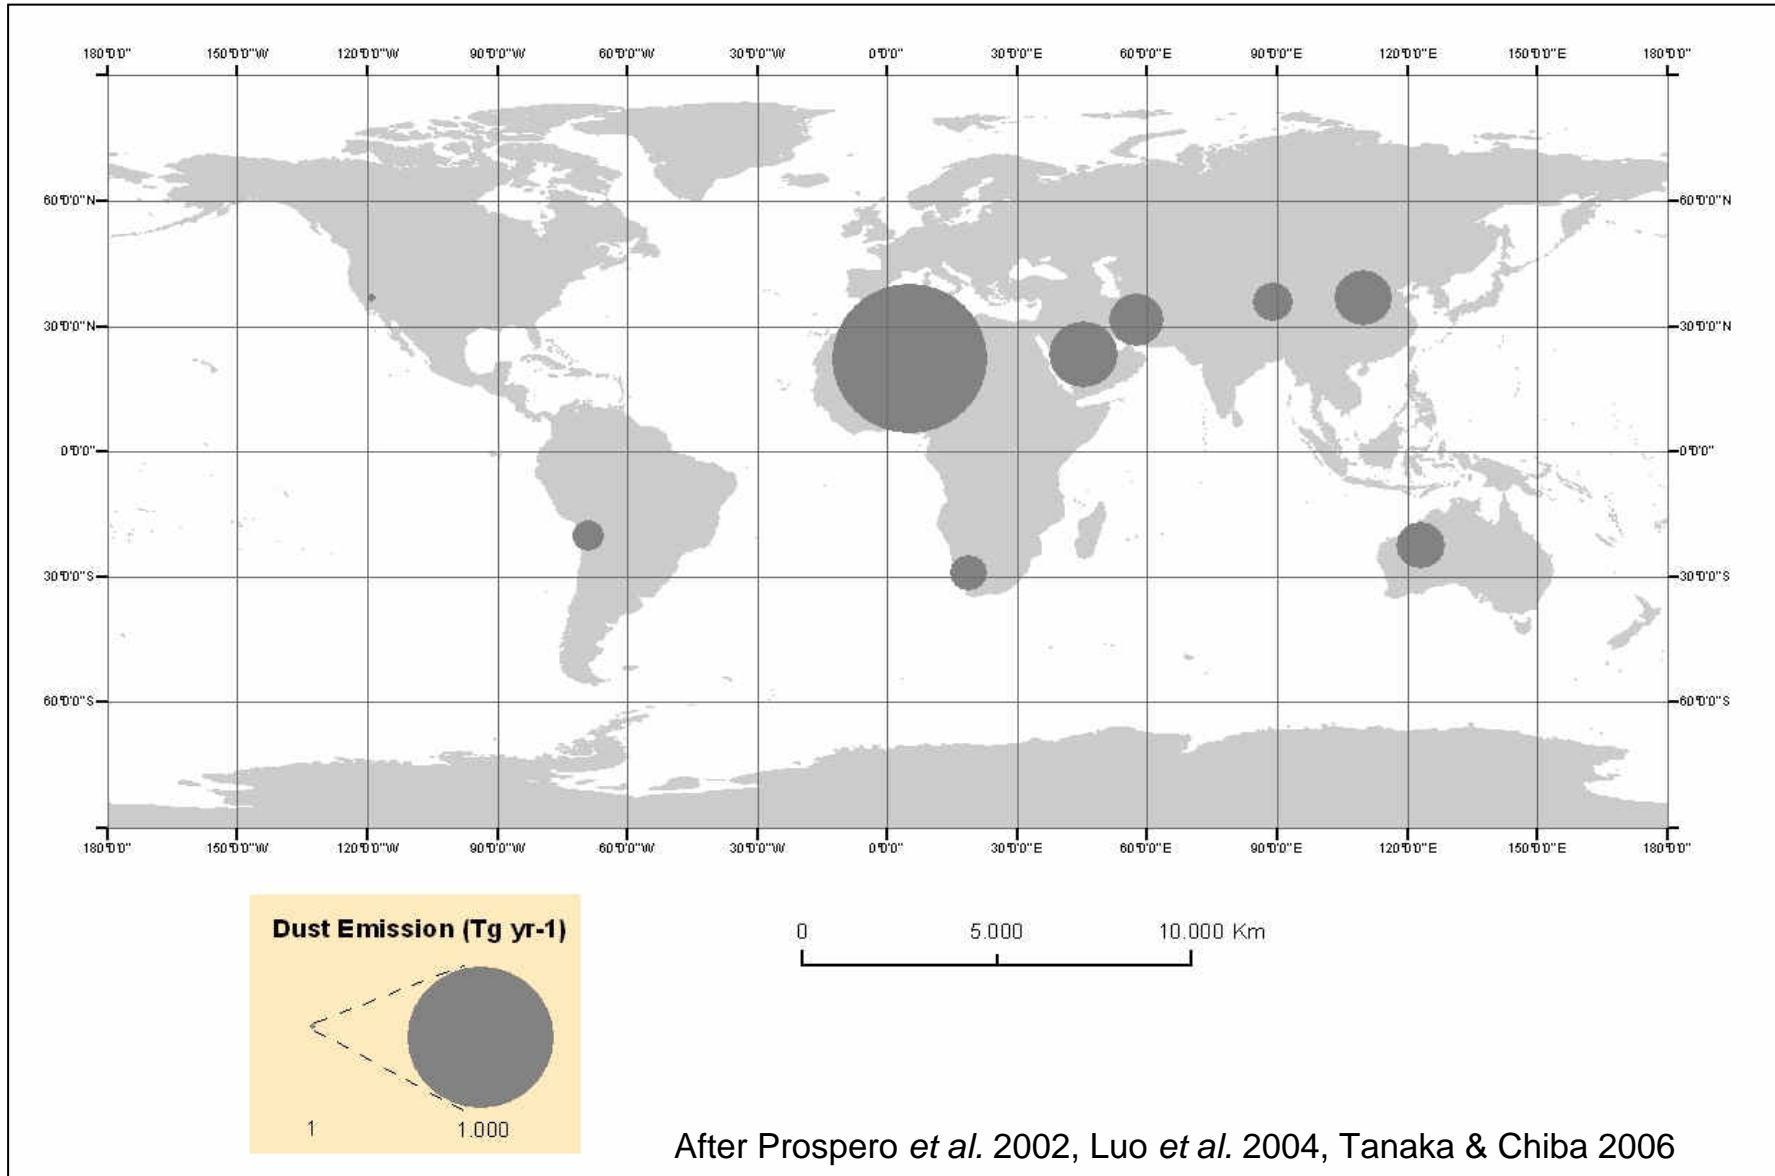 180°0'0" 150°0'0"W 120°0'0"W 90°0'0"W 60°0'0"W 30°0'0"W 0°0'0" 30°0'0"E 60°0'0"E 90°0'0"E 120°0'0"E 150°0'0"E 180°0'0"
60°0'0"N 60°0'0"N
30°0'0"N 30°0'0"N
0°0'0" 0°0'0"
30°0'0"S 30°0'0"S
60°0'0"S 60°0'0"S
180°0'0" 150°0'0"W 120°0'0"W 90°0'0"W 60°0'0"W 30°0'0"W 0°0'0" 30°0'0"E 60°0'0"E 90°0'0"E 120°0'0"E 150°0'0"E 180°0'0"
Dust Emission (Tg yr-1)
1 1.000
0 5.000 10.000 Km
After Prospero et al. 2002, Luo et al. 2004, Tanaka & Chiba 2006